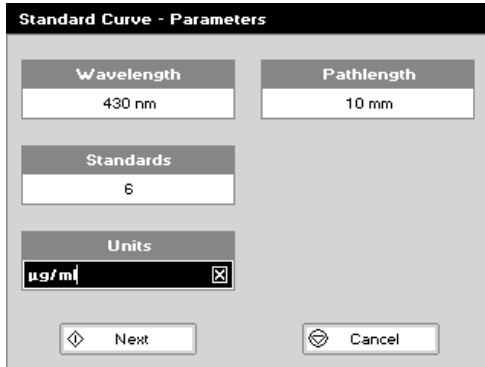 Standard Curve - Parameters
Wavelength
430 nm
Pathlength
10 mm
Standards
6
Units
µg/ml
Next
Cancel